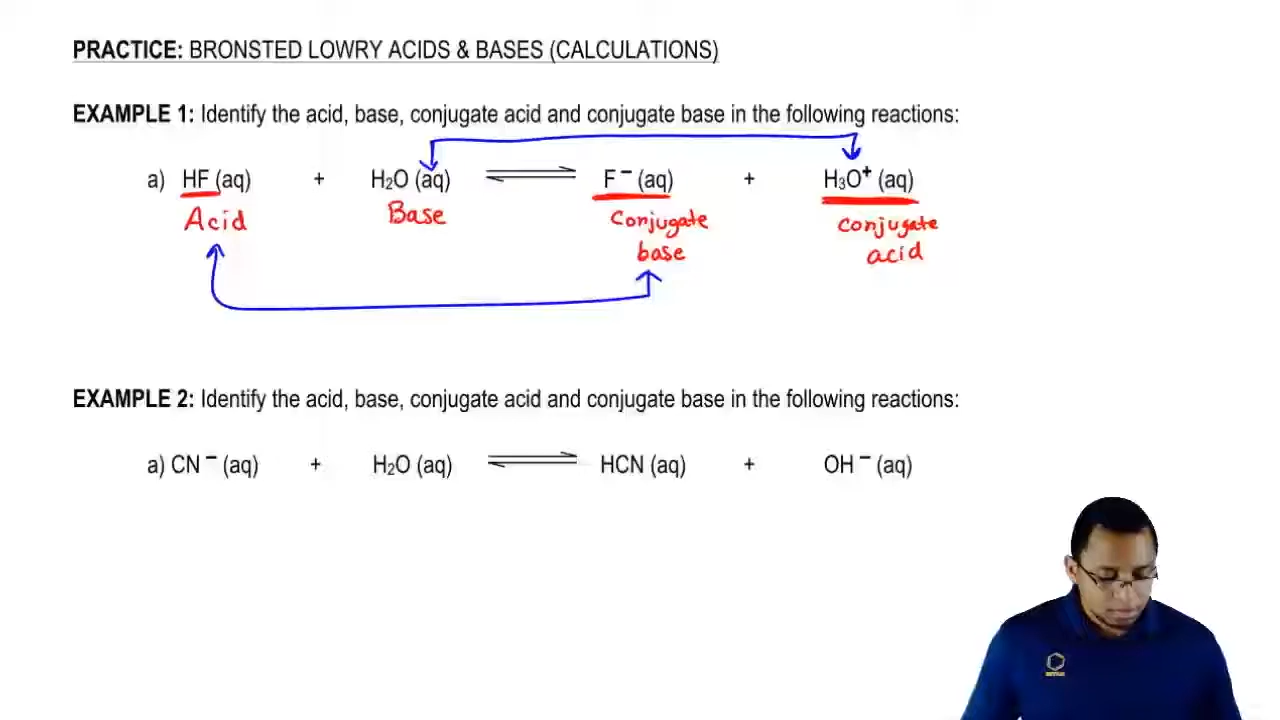 PRACTICE: BRONSTED LOWRY ACIDS & BASES (CALCULATIONS)
EXAMPLE 1: Identify the acid, base, conjugate acid and conjugate base in the following reactions:
a) HF (aq) + H₂O (aq) ⇌ F⁻ (aq) + H₃O⁺ (aq)
Acid Base Conjugate base conjugate acid
EXAMPLE 2: Identify the acid, base, conjugate acid and conjugate base in the following reactions:
a) CN⁻ (aq) + H₂O (aq) ⇌ HCN (aq) + OH⁻ (aq)